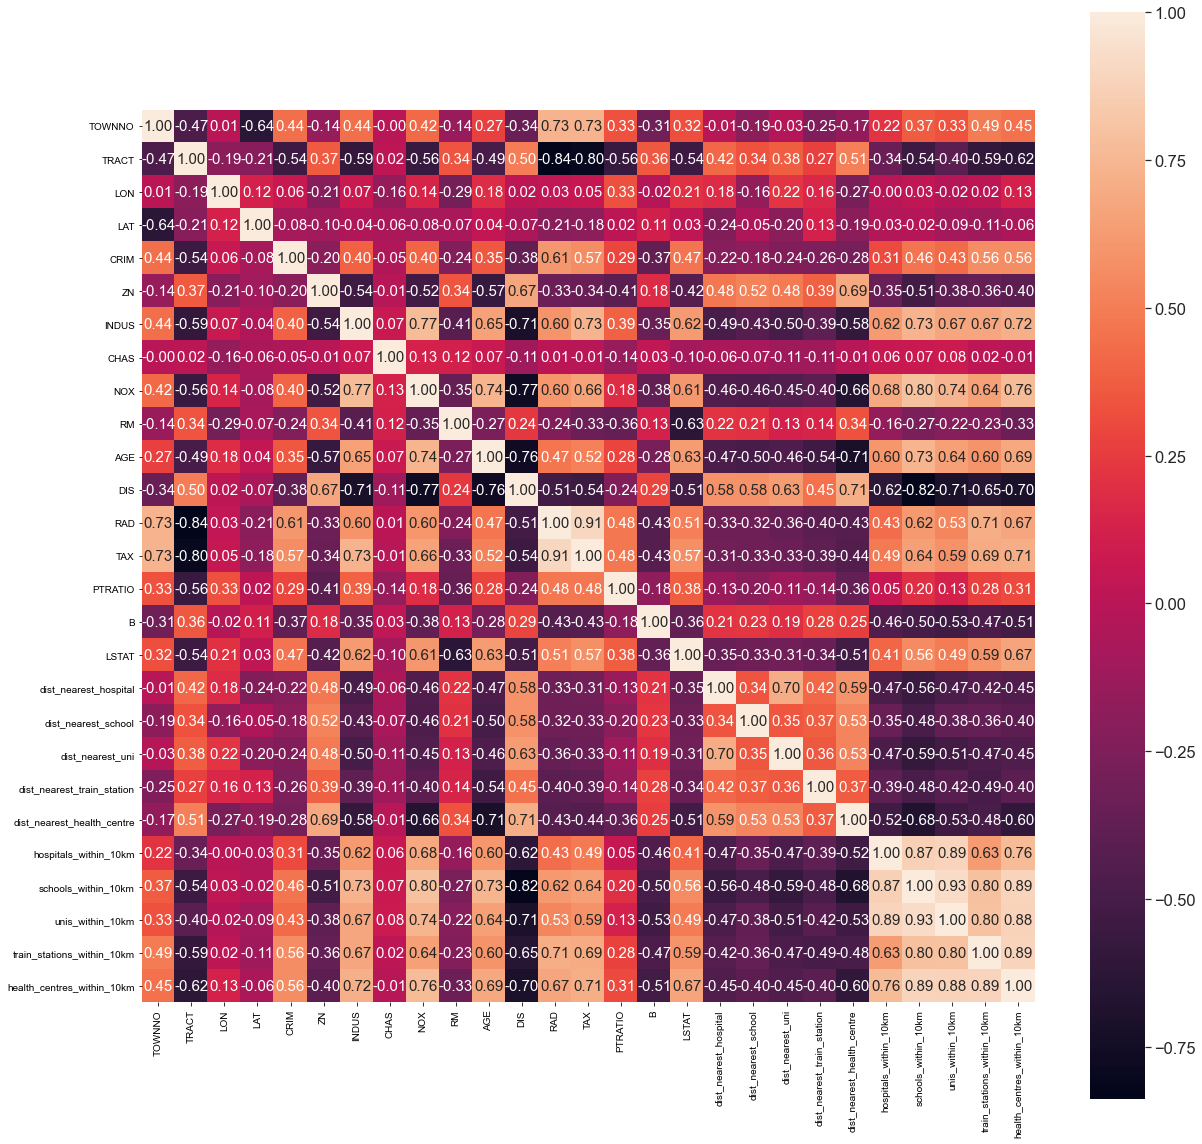 1.00
TOWNNO 1.00 -0.47 0.01 -0.64 0.44 -0.14 0.44 -0.00 0.42 -0.14 0.27 -0.34 0.73 0.73 0.33 -0.31 0.32 -0.01 -0.19 -0.03 -0.25 -0.17 0.22 0.37 0.33 0.49 0.45
TRACT -0.47 1.00 -0.19 -0.21 -0.54 0.37 -0.59 0.02 -0.56 0.34 -0.49 0.50 -0.84 -0.80 -0.56 0.36 -0.54 0.42 0.34 0.38 0.27 0.51 -0.34 -0.54 -0.40 -0.59 -0.62
0.75
LON 0.01 -0.19 1.00 0.12 0.06 -0.21 0.07 -0.16 0.14 -0.29 0.18 0.02 0.03 0.05 0.33 -0.02 0.21 0.18 -0.16 0.22 0.16 -0.27 -0.00 0.03 -0.02 0.02 0.13
LAT -0.64 -0.21 0.12 1.00 -0.08 -0.10 -0.04 -0.06 -0.08 -0.07 0.04 -0.07 -0.21 -0.18 0.02 0.11 0.03 -0.24 -0.05 -0.20 0.13 -0.19 -0.03 -0.02 -0.09 -0.11 -0.06
CRIM 0.44 -0.54 0.06 -0.08 1.00 -0.20 0.40 -0.05 0.40 -0.24 0.35 -0.38 0.61 0.57 0.29 -0.37 0.47 -0.22 -0.18 -0.24 -0.26 -0.28 0.31 0.46 0.43 0.56 0.56
ZN -0.14 0.37 -0.21 -0.10 -0.20 1.00 -0.54 -0.01 -0.52 0.34 -0.57 0.67 -0.33 -0.34 -0.41 0.18 -0.42 0.48 0.52 0.48 0.39 0.69 -0.35 -0.51 -0.38 -0.36 -0.40
0.50
INDUS 0.44 -0.59 0.07 -0.04 0.40 -0.54 1.00 0.07 0.77 -0.41 0.65 -0.71 0.60 0.73 0.39 -0.35 0.62 -0.49 -0.43 -0.50 -0.39 -0.58 0.62 0.73 0.67 0.67 0.72
CHAS -0.00 0.02 -0.16 -0.06 -0.05 -0.01 0.07 1.00 0.13 0.12 0.07 -0.11 0.01 -0.01 -0.14 0.03 -0.10 -0.06 -0.07 -0.11 -0.11 -0.01 0.06 0.07 0.08 0.02 -0.01
NOX 0.42 -0.56 0.14 -0.08 0.40 -0.52 0.77 0.13 1.00 -0.35 0.74 -0.77 0.60 0.66 0.18 -0.38 0.61 -0.46 -0.46 -0.45 -0.40 -0.66 0.68 0.80 0.74 0.64 0.76
RM -0.14 0.34 -0.29 -0.07 -0.24 0.34 -0.41 0.12 -0.35 1.00 -0.27 0.24 -0.24 -0.33 -0.36 0.13 -0.63 0.22 0.21 0.13 0.14 0.34 -0.16 -0.27 -0.22 -0.23 -0.33
0.25
AGE 0.27 -0.49 0.18 0.04 0.35 -0.57 0.65 0.07 0.74 -0.27 1.00 -0.76 0.47 0.52 0.28 -0.28 0.63 -0.47 -0.50 -0.46 -0.54 -0.71 0.60 0.73 0.64 0.60 0.69
DIS -0.34 0.50 0.02 -0.07 -0.38 0.67 -0.71 -0.11 -0.77 0.24 -0.76 1.00 -0.51 -0.54 -0.24 0.29 -0.51 0.58 0.58 0.63 0.45 0.71 -0.62 -0.82 -0.71 -0.65 -0.70
RAD 0.73 -0.84 0.03 -0.21 0.61 -0.33 0.60 0.01 0.60 -0.24 0.47 -0.51 1.00 0.91 0.48 -0.43 0.51 -0.33 -0.32 -0.36 -0.40 -0.43 0.43 0.62 0.53 0.71 0.67
TAX 0.73 -0.80 0.05 -0.18 0.57 -0.34 0.73 -0.01 0.66 -0.33 0.52 -0.54 0.91 1.00 0.48 -0.43 0.57 -0.31 -0.33 -0.33 -0.39 -0.44 0.49 0.64 0.59 0.69 0.71
PTRATIO 0.33 -0.56 0.33 0.02 0.29 -0.41 0.39 -0.14 0.18 -0.36 0.28 -0.24 0.48 0.48 1.00 -0.18 0.38 -0.13 -0.20 -0.11 -0.14 -0.36 0.05 0.20 0.13 0.28 0.31
0.00
B -0.31 0.36 -0.02 0.11 -0.37 0.18 -0.35 0.03 -0.38 0.13 -0.28 0.29 -0.43 -0.43 -0.18 1.00 -0.36 0.21 0.23 0.19 0.28 0.25 -0.46 -0.50 -0.53 -0.47 -0.51
LSTAT 0.32 -0.54 0.21 0.03 0.47 -0.42 0.62 -0.10 0.61 -0.63 0.63 -0.51 0.51 0.57 0.38 -0.36 1.00 -0.35 -0.33 -0.31 -0.34 -0.51 0.41 0.56 0.49 0.59 0.67
dist_nearest_hospital -0.01 0.42 0.18 -0.24 -0.22 0.48 -0.49 -0.06 -0.46 0.22 -0.47 0.58 -0.33 -0.31 -0.13 0.21 -0.35 1.00 0.34 0.70 0.42 0.59 -0.47 -0.56 -0.47 -0.42 -0.45
dist_nearest_school -0.19 0.34 -0.16 -0.05 -0.18 0.52 -0.43 -0.07 -0.46 0.21 -0.50 0.58 -0.32 -0.33 -0.20 0.23 -0.33 0.34 1.00 0.35 0.37 0.53 -0.35 -0.48 -0.38 -0.36 -0.40
−0.25
dist_nearest_uni -0.03 0.38 0.22 -0.20 -0.24 0.48 -0.50 -0.11 -0.45 0.13 -0.46 0.63 -0.36 -0.33 -0.11 0.19 -0.31 0.70 0.35 1.00 0.36 0.53 -0.47 -0.59 -0.51 -0.47 -0.45
dist_nearest_train_station -0.25 0.27 0.16 0.13 -0.26 0.39 -0.39 -0.11 -0.40 0.14 -0.54 0.45 -0.40 -0.39 -0.14 0.28 -0.34 0.42 0.37 0.36 1.00 0.37 -0.39 -0.48 -0.42 -0.49 -0.40
dist_nearest_health_centre -0.17 0.51 -0.27 -0.19 -0.28 0.69 -0.58 -0.01 -0.66 0.34 -0.71 0.71 -0.43 -0.44 -0.36 0.25 -0.51 0.59 0.53 0.53 0.37 1.00 -0.52 -0.68 -0.53 -0.48 -0.60
hospitals_within_10km 0.22 -0.34 -0.00 -0.03 0.31 -0.35 0.62 0.06 0.68 -0.16 0.60 -0.62 0.43 0.49 0.05 -0.46 0.41 -0.47 -0.35 -0.47 -0.39 -0.52 1.00 0.87 0.89 0.63 0.76
schools_within_10km 0.37 -0.54 0.03 -0.02 0.46 -0.51 0.73 0.07 0.80 -0.27 0.73 -0.82 0.62 0.64 0.20 -0.50 0.56 -0.56 -0.48 -0.59 -0.48 -0.68 0.87 1.00 0.93 0.80 0.89
−0.50
unis_within_10km 0.33 -0.40 -0.02 -0.09 0.43 -0.38 0.67 0.08 0.74 -0.22 0.64 -0.71 0.53 0.59 0.13 -0.53 0.49 -0.47 -0.38 -0.51 -0.42 -0.53 0.89 0.93 1.00 0.80 0.88
train_stations_within_10km 0.49 -0.59 0.02 -0.11 0.56 -0.36 0.67 0.02 0.64 -0.23 0.60 -0.65 0.71 0.69 0.28 -0.47 0.59 -0.42 -0.36 -0.47 -0.49 -0.48 0.63 0.80 0.80 1.00 0.89
health_centres_within_10km 0.45 -0.62 0.13 -0.06 0.56 -0.40 0.72 -0.01 0.76 -0.33 0.69 -0.70 0.67 0.71 0.31 -0.51 0.67 -0.45 -0.40 -0.45 -0.40 -0.60 0.76 0.89 0.88 0.89 1.00
−0.75
TOWNNO
TRACT
LON
LAT
CRIM
ZN
INDUS
CHAS
NOX
RM
AGE
DIS
RAD
TAX
PTRATIO
B
LSTAT
dist_nearest_hospital
dist_nearest_school
dist_nearest_uni
dist_nearest_train_station
dist_nearest_health_centre
hospitals_within_10km
schools_within_10km
unis_within_10km
train_stations_within_10km
health_centres_within_10km